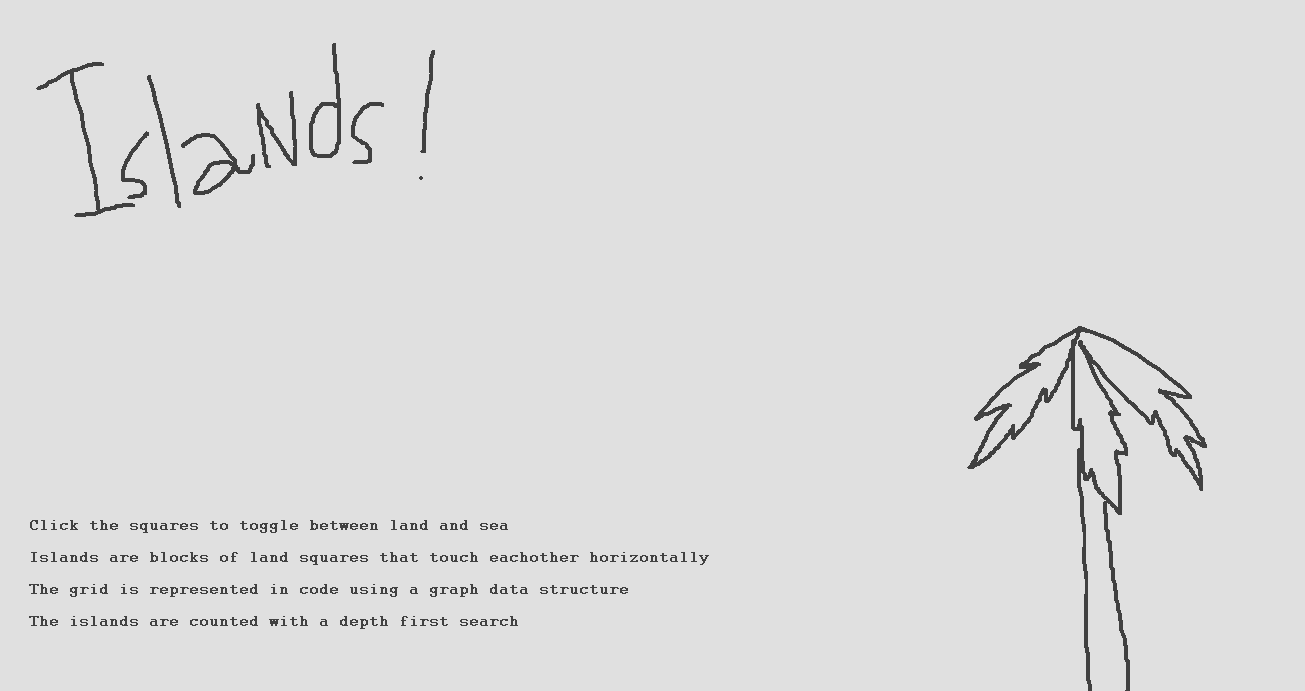 Islands!
Click the squares to toggle between land and sea
Islands are blocks of land squares that touch eachother horizontally
The grid is represented in code using a graph data structure
The islands are counted with a depth first search